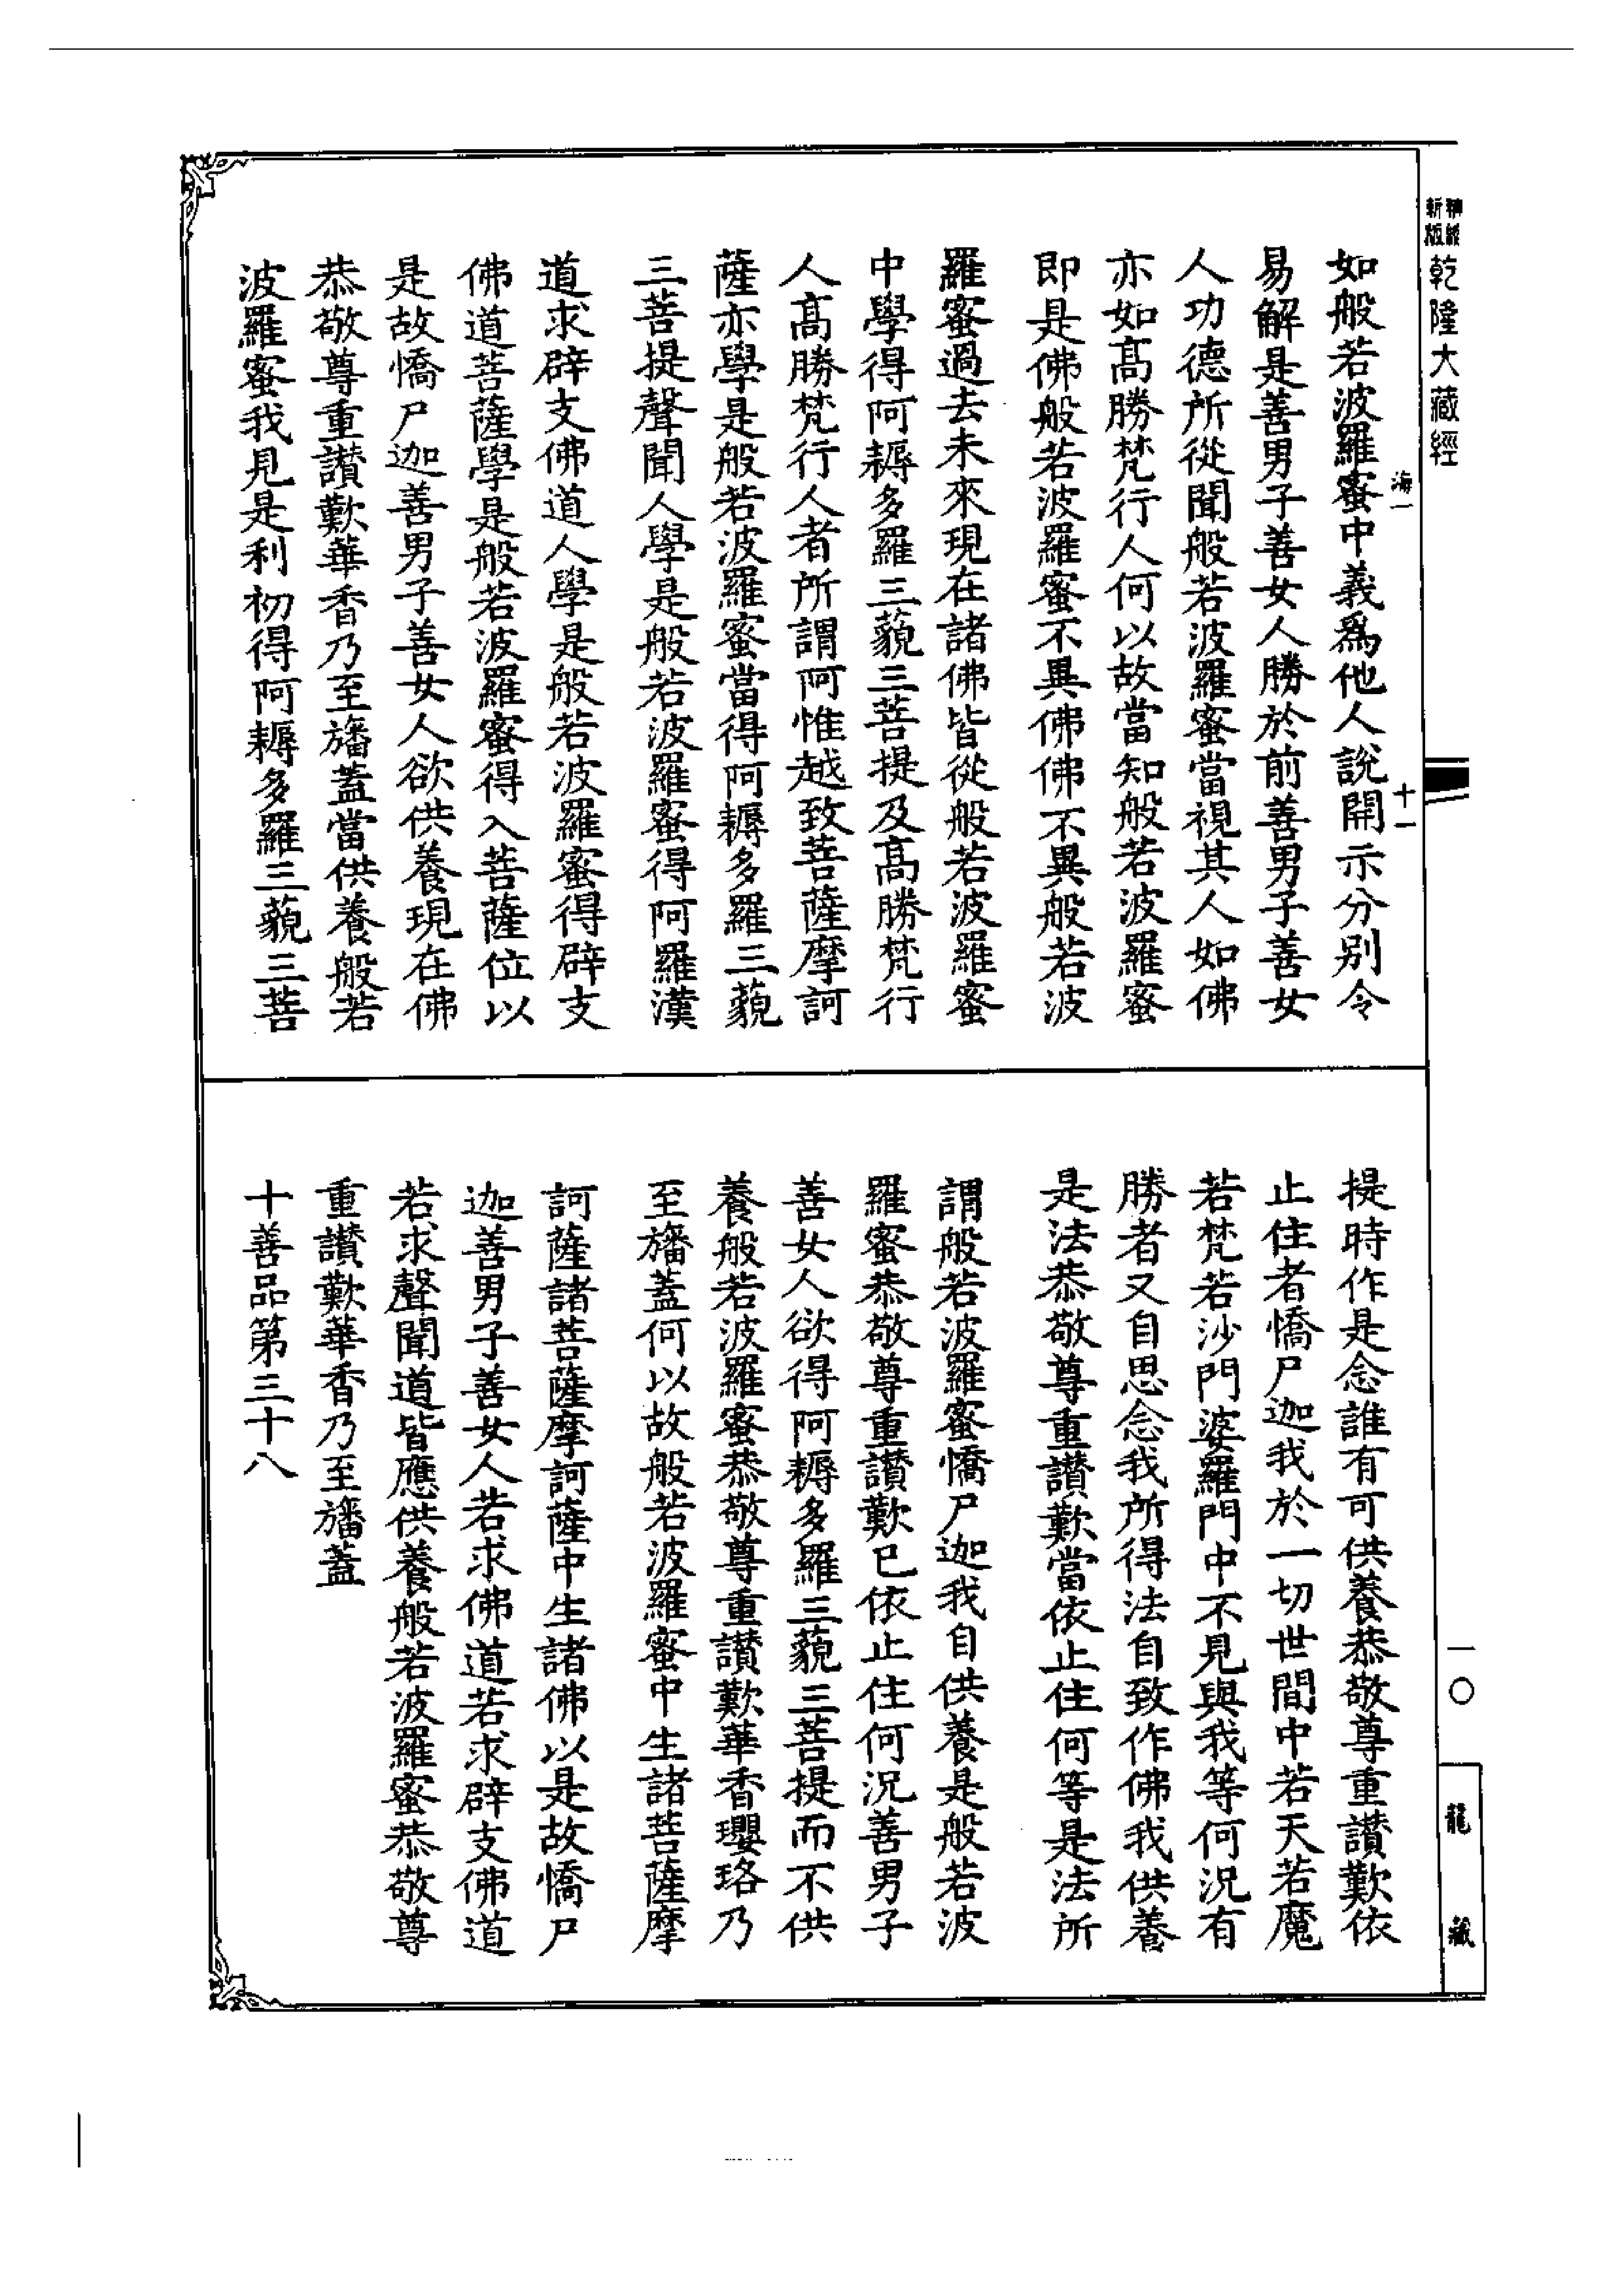 乾隆大藏經
海一
十一
如般若波羅蜜中義爲他人說開示分別令
易解是善男子善女人勝於前善男子善女
人功德所從聞般若波羅蜜當視其人如佛
亦如高勝梵行人何以故當知般若波羅蜜
即是佛般若波羅蜜不異佛佛不異般若波
羅蜜過去未來現在諸佛皆從般若波羅蜜
中學得阿耨多羅三藐三菩提及高勝梵行
人高勝梵行人者所謂阿惟越致菩薩摩訶
薩亦學是般若波羅蜜當得阿耨多羅三藐
三菩提聲聞人學是般若波羅蜜得阿羅漢
道求辟支佛道人學是般若波羅蜜得辟支
佛道菩薩學是般若波羅蜜得入菩薩位以
是故憍尸迦善男子善女人欲供養現在佛
恭敬尊重讚歎華香乃至旛蓋當供養般若
波羅蜜我見是利初得阿耨多羅三藐三菩
提時作是念誰有可供養恭敬尊重讚歎依
止住者憍尸迦我於一切世間中若天若魔
若梵若沙門婆羅門中不見與我等何況有
勝者又自思念我所得法自致作佛我供養
是法恭敬尊重讚歎當依止住何等是法所
謂般若波羅蜜憍尸迦我自供養是般若波
羅蜜恭敬尊重讚歎已依止住何況善男子
善女人欲得阿耨多羅三藐三菩提而不供
養般若波羅蜜恭敬尊重讚歎華香瓔珞乃
至旛蓋何以故般若波羅蜜中生諸菩薩摩
訶薩諸菩薩摩訶薩中生諸佛以是故憍尸
迦善男子善女人若求佛道若求辟支佛道
若求聲聞道皆應供養般若波羅蜜恭敬尊
重讚歎華香乃至旛蓋
十善品第三十八
一〇
龍藏